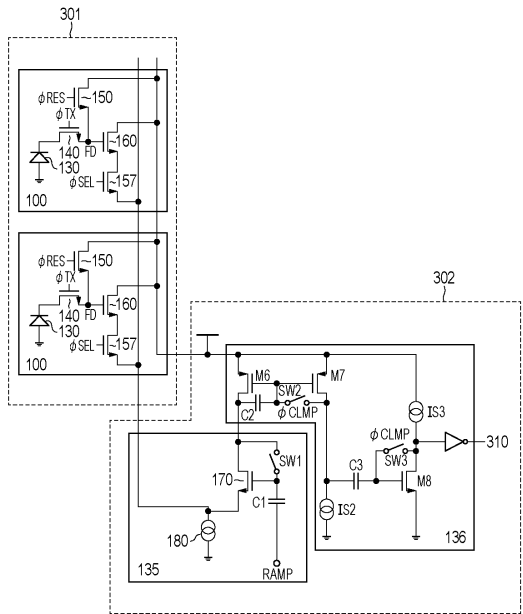 301
φRES
150
φTX
160
140
FD
130
φSEL
157
100
φRES
150
φTX
160
140
FD
130
φSEL
157
100
302
M6
M7
SW2
C2
φCLMP
IS3
φCLMP
310
SW3
C3
M8
SW1
170
C1
IS2
180
135
RAMP
136